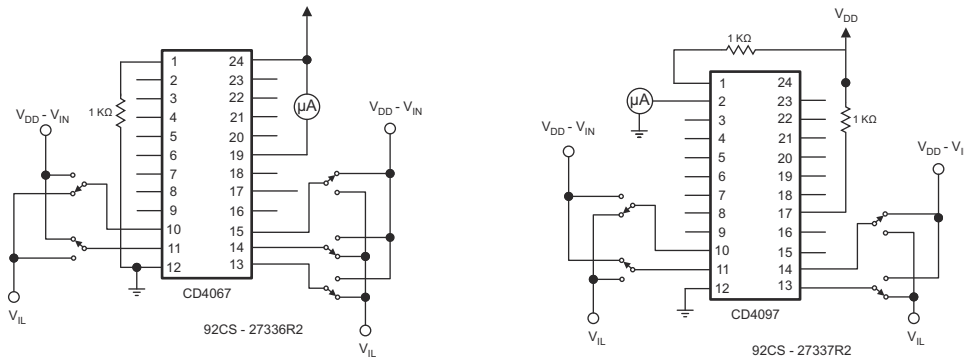 1 24
2 23
3 22
4 21
5 20
6 19
7 18
8 17
9 16
10 15
11 14
12 13
1 KΩ
µA
V_DD - V_IN
V_DD - V_IN
V_IL
V_IL
CD4067
92CS - 27336R2
V_DD
1 KΩ
1 KΩ
µA
1 24
2 23
3 22
4 21
5 20
6 19
7 18
8 17
9 16
10 15
11 14
12 13
V_DD - V_IN
V_DD - V_I
V_IL
V_IL
CD4097
92CS - 27337R2